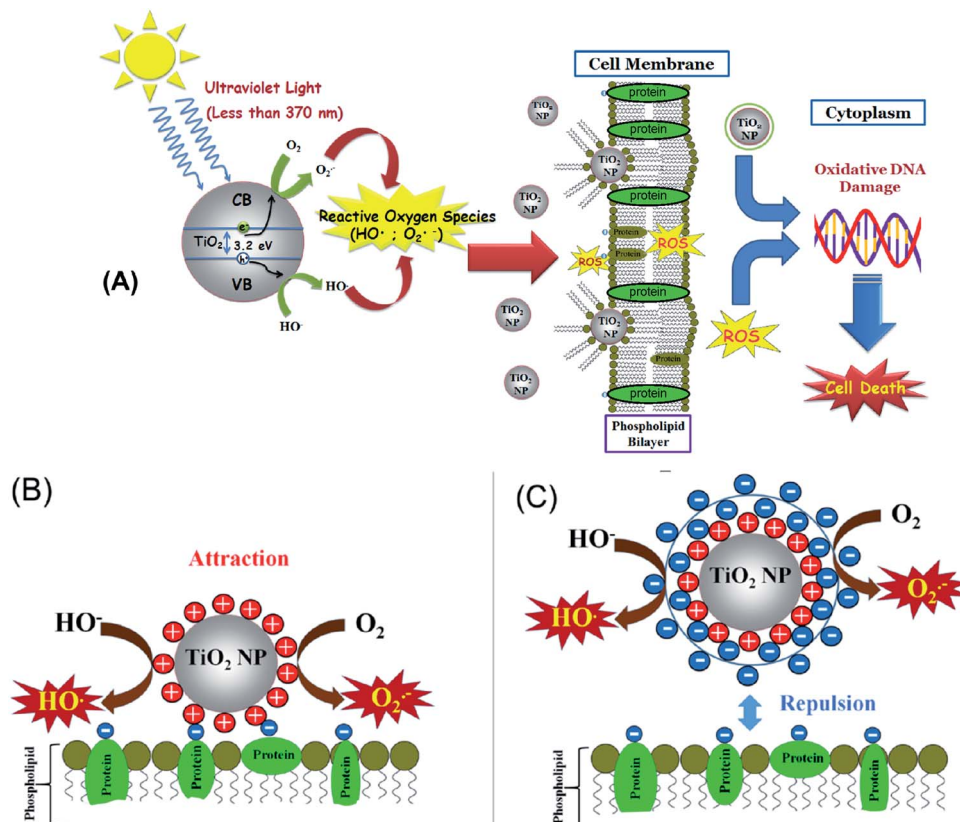 Ultraviolet Light
(Less than 370 nm)
O₂
O₂·⁻
CB
e⁻
TiO₂
3.2 eV
h⁺
VB
HO·
HO⁻
(A)
Reactive Oxygen Species
(HO· ; O₂·⁻)
Cell Membrane
TiO₂
NP
TiO₂
NP
TiO₂
NP
TiO₂
NP
protein
protein
TiO₂
NP
protein
Protein
Protein
ROS
ROS
protein
TiO₂
NP
Protein
protein
Phospholipid
Bilayer
TiO₂
NP
Cytoplasm
Oxidative DNA
Damage
ROS
Cell Death
(B)
Attraction
HO⁻
O₂
TiO₂ NP
HO·
O₂·⁻
Phospholipid
Protein
Protein
Protein
Protein
(C)
HO⁻
O₂
TiO₂ NP
HO·
O₂·⁻
Repulsion
Phospholipid
Protein
Protein
Protein
Protein